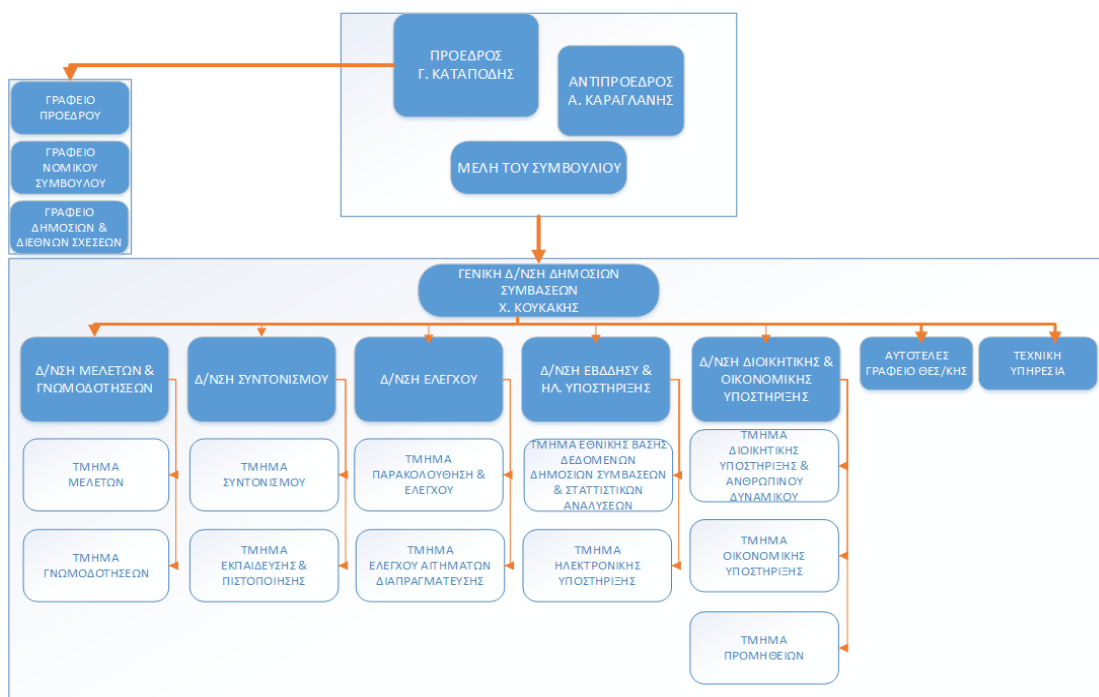 ΠΡΟΕΔΡΟΣ
Γ. ΚΑΤΑΠΟΔΗΣ
ΑΝΤΙΠΡΟΕΔΡΟΣ
Α. ΚΑΡΑΓΛΑΝΗΣ
ΜΕΛΗ ΤΟΥ ΣΥΜΒΟΥΛΙΟΥ
ΓΡΑΦΕΙΟ
ΠΡΟΕΔΡΟΥ
ΓΡΑΦΕΙΟ
ΝΟΜΙΚΟΥ
ΣΥΜΒΟΥΛΟΥ
ΓΡΑΦΕΙΟ
ΔΗΜΟΣΙΩΝ &
ΔΙΕΘΝΩΝ ΣΧΕΣΕΩΝ
ΓΕΝΙΚΗ Δ/ΝΣΗ ΔΗΜΟΣΙΩΝ
ΣΥΜΒΑΣΕΩΝ
Χ. ΚΟΥΚΑΚΗΣ
Δ/ΝΣΗ ΜΕΛΕΤΩΝ &
ΓΝΩΜΟΔΟΤΗΣΕΩΝ
Δ/ΝΣΗ ΣΥΝΤΟΝΙΣΜΟΥ
Δ/ΝΣΗ ΕΛΕΓΧΟΥ
Δ/ΝΣΗ ΕΒΔΔΗΣΥ &
ΗΛ. ΥΠΟΣΤΗΡΙΞΗΣ
Δ/ΝΣΗ ΔΙΟΙΚΗΤΙΚΗΣ &
ΟΙΚΟΝΟΜΙΚΗΣ
ΥΠΟΣΤΗΡΙΞΗΣ
ΑΥΤΟΤΕΛΕΣ
ΓΡΑΦΕΙΟ ΘΕΣ/ΚΗΣ
ΤΕΧΝΙΚΗ
ΥΠΗΡΕΣΙΑ
ΤΜΗΜΑ
ΜΕΛΕΤΩΝ
ΤΜΗΜΑ
ΣΥΝΤΟΝΙΣΜΟΥ
ΤΜΗΜΑ
ΠΑΡΑΚΟΛΟΥΘΗΣΗ &
ΕΛΕΓΧΟΥ
ΤΜΗΜΑ ΕΘΝΙΚΗΣ ΒΑΣΗΣ
ΔΕΔΟΜΕΝΩΝ
ΔΗΜΟΣΙΩΝ ΣΥΜΒΑΣΕΩΝ
& ΣΤΑΤΤΙΣΤΙΚΩΝ
ΑΝΑΛΥΣΕΩΝ
ΤΜΗΜΑ
ΔΙΟΙΚΗΤΙΚΗΣ
ΥΠΟΣΤΗΡΙΞΗΣ &
ΑΝΘΡΩΠΙΝΟΥ
ΔΥΝΑΜΙΚΟΥ
ΤΜΗΜΑ
ΓΝΩΜΟΔΟΤΗΣΕΩΝ
ΤΜΗΜΑ
ΕΚΠΑΙΔΕΥΣΗΣ &
ΠΙΣΤΟΠΟΙΗΣΗΣ
ΤΜΗΜΑ
ΕΛΕΓΧΟΥ ΑΙΤΗΜΑΤΩΝ
ΔΙΑΠΡΑΓΜΑΤΕΥΣΗΣ
ΤΜΗΜΑ
ΗΛΕΚΤΡΟΝΙΚΗΣ
ΥΠΟΣΤΗΡΙΞΗΣ
ΤΜΗΜΑ
ΟΙΚΟΝΟΜΙΚΗΣ
ΥΠΟΣΤΗΡΙΞΗΣ
ΤΜΗΜΑ
ΠΡΟΜΗΘΕΙΩΝ